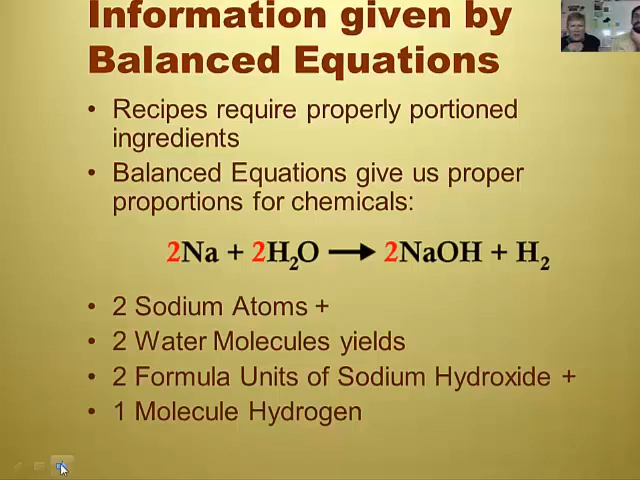 Information given by
Balanced Equations
• Recipes require properly portioned
ingredients
• Balanced Equations give us proper
proportions for chemicals:
2Na + 2H₂O ⟶ 2NaOH + H₂
• 2 Sodium Atoms +
• 2 Water Molecules yields
• 2 Formula Units of Sodium Hydroxide +
• 1 Molecule Hydrogen